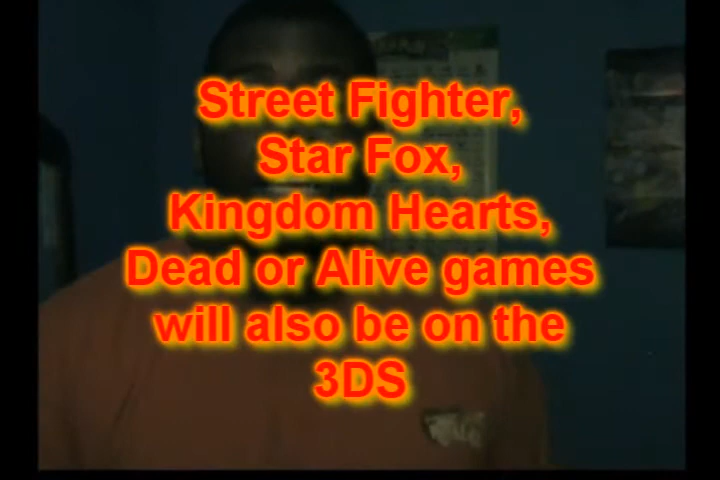 Street Fighter,
Star Fox,
Kingdom Hearts,
Dead or Alive games
will also be on the
3DS